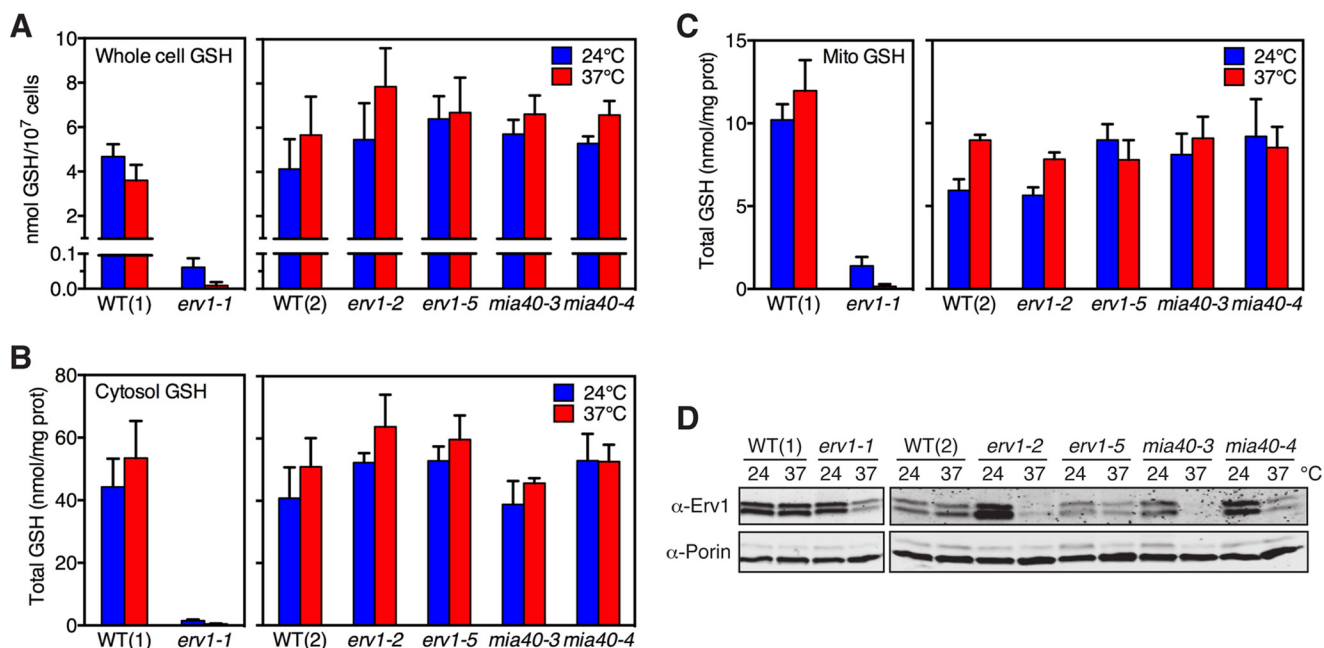 A
Whole cell GSH
24°C
37°C
nmol GSH/10⁷ cells
10
8
6
4
2
0.1
0.0
WT(1) erv1-1 WT(2) erv1-2 erv1-5 mia40-3 mia40-4
B
Cytosol GSH
24°C
37°C
Total GSH (nmol/mg prot)
80
60
40
20
0
WT(1) erv1-1 WT(2) erv1-2 erv1-5 mia40-3 mia40-4
C
Mito GSH
24°C
37°C
Total GSH (nmol/mg prot)
15
10
5
0
WT(1) erv1-1 WT(2) erv1-2 erv1-5 mia40-3 mia40-4
D
WT(1) erv1-1 WT(2) erv1-2 erv1-5 mia40-3 mia40-4
24 37 24 37 24 37 24 37 24 37 24 37 24 37 °C
α-Erv1
α-Porin